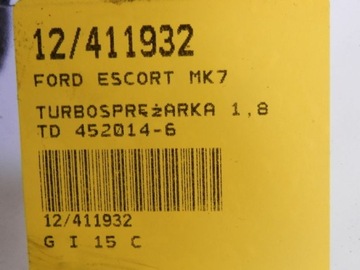 12/411932
FORD ESCORT MK7
TURBOSPRĘŻARKA 1,8
TD 452014-6
12/411932
G I 15 C